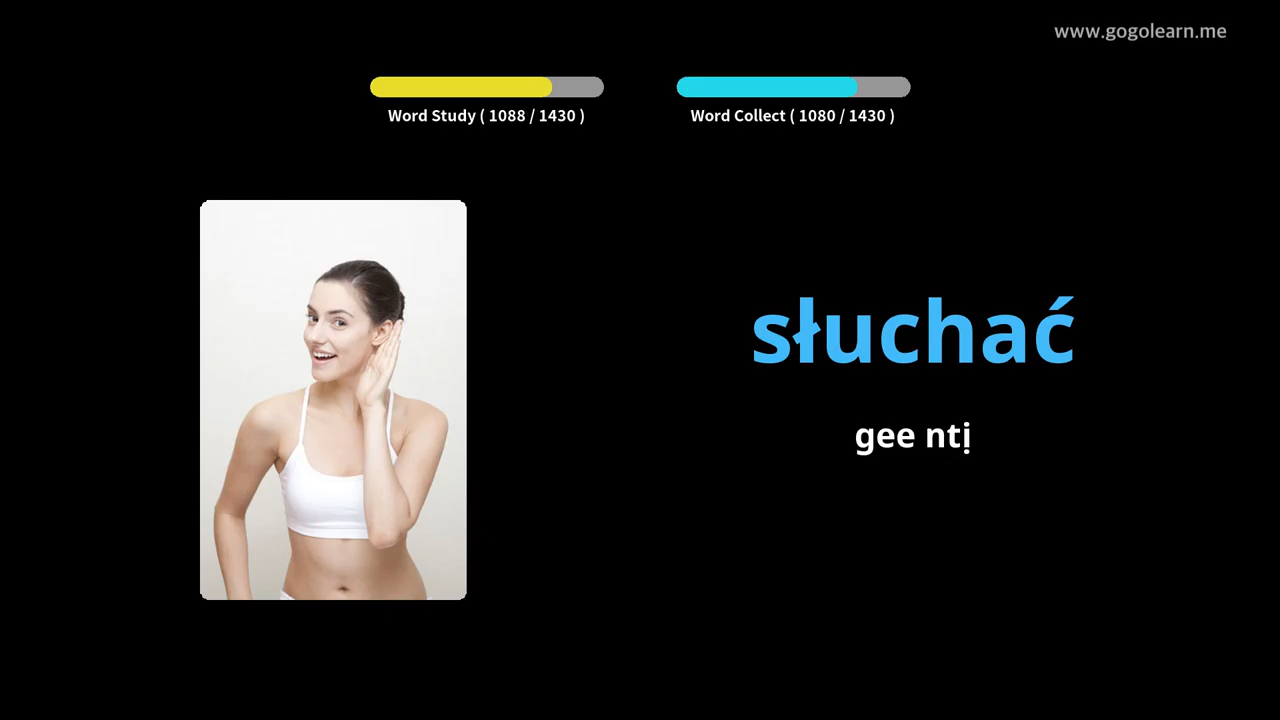 www.gogolearn.me
Word Study ( 1088 / 1430 )
Word Collect ( 1080 / 1430 )
słuchać
gee ntị